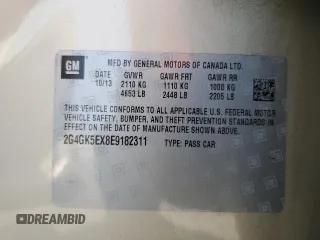 GM
MFD BY GENERAL MOTORS OF CANADA LTD.
DATE GVWR GAWR FRT GAWR RR
10/13 2110 KG 1110 KG 1000 KG
4653 LB 2448 LB 2205 LB
THIS VEHICLE CONFORMS TO ALL APPLICABLE U.S. FEDERAL MOTOR
VEHICLE SAFETY, BUMPER, AND THEFT PREVENTION STANDARDS IN
EFFECT ON THE DATE OF MANUFACTURE SHOWN ABOVE.
2G4GK5EX8E9182311 TYPE: PASS CAR
DREAMBID